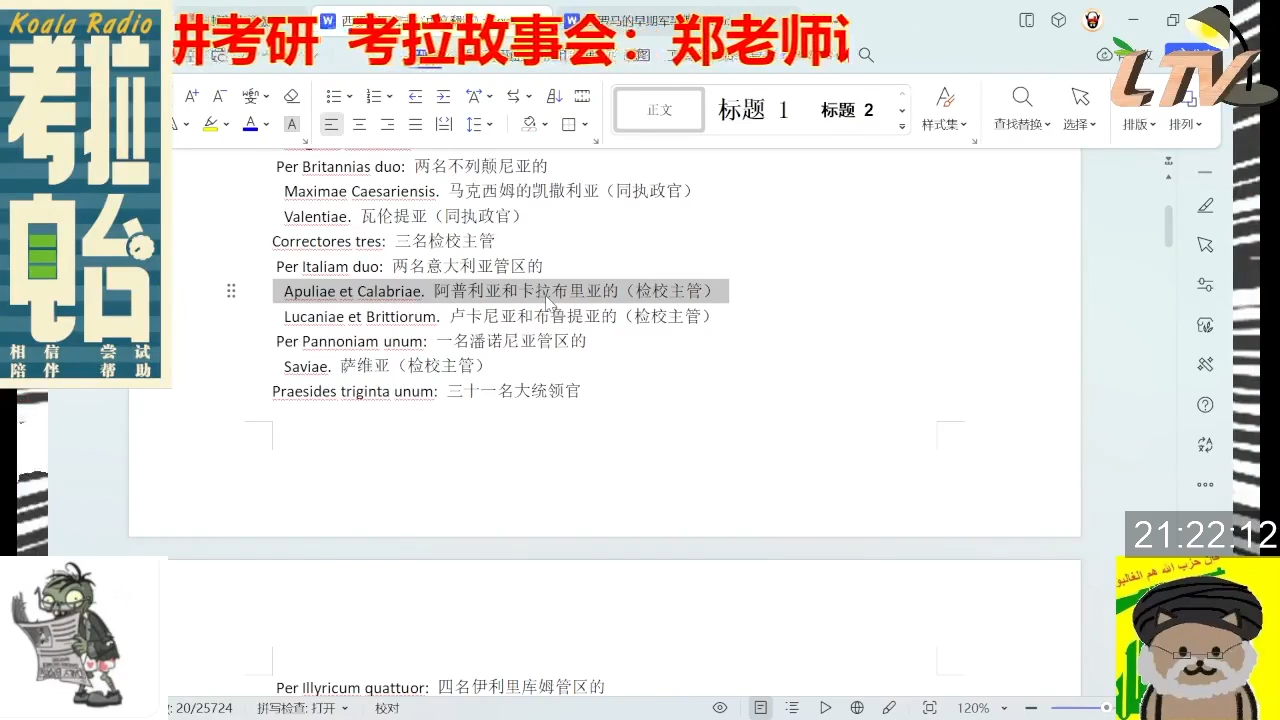 Koala Radio
考拉电台
相信 尝试
陪伴 帮助
讲考研 考拉故事会：郑老师讲
LTV
正文
标题 1
标题 2
样式集
查找替换
选择
排版
排列
Per Britannias duo: 两名不列颠尼亚的
Maximae Caesariensis. 马克西姆的凯撒利亚（同执政官）
Valentiae. 瓦伦提亚（同执政官）
Correctores tres: 三名检校主管
Per Italiam duo: 两名意大利亚管区的
Apuliae et Calabriae. 阿普利亚和卡拉布里亚的（检校主管）
Lucaniae et Brittiorum. 卢卡尼亚和布鲁提亚的（检校主管）
Per Pannoniam unum: 一名潘诺尼亚管区的
Saviae. 萨维亚（检校主管）
Praesides triginta unum: 三十一名大统领官
21:22:12
Per Illyricum quattuor: 四名伊利里库姆管区的
: 20/25724
拼写检查: 打开
校对
120%